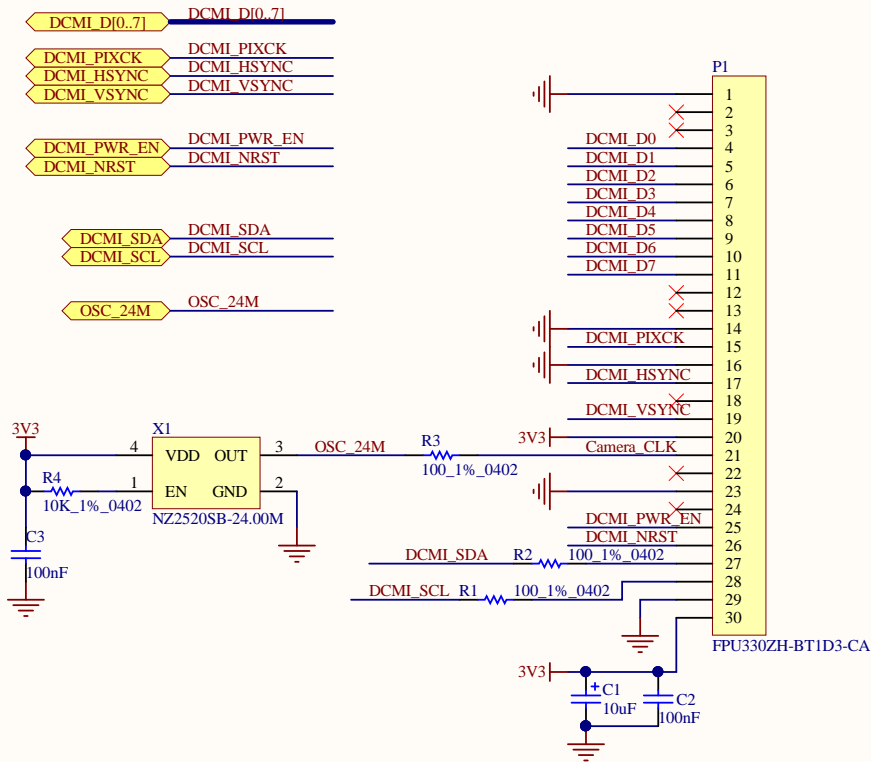 DCMI_D[0..7] DCMI_D[0..7]
DCMI_PIXCK DCMI_PIXCK
DCMI_HSYNC DCMI_HSYNC
DCMI_VSYNC DCMI_VSYNC
DCMI_PWR_EN DCMI_PWR_EN
DCMI_NRST DCMI_NRST
DCMI_SDA DCMI_SDA
DCMI_SCL DCMI_SCL
OSC_24M OSC_24M
3V3
X1
4 VDD OUT 3
1 EN GND 2
NZ2520SB-24.00M
R4
10K_1%_0402
C3
100nF
OSC_24M
R3
100_1%_0402
P1
1
2
3
DCMI_D0 4
DCMI_D1 5
DCMI_D2 6
DCMI_D3 7
DCMI_D4 8
DCMI_D5 9
DCMI_D6 10
DCMI_D7 11
12
13
14
DCMI_PIXCK 15
16
DCMI_HSYNC 17
18
DCMI_VSYNC 19
3V3 20
Camera_CLK 21
22
23
24
DCMI_PWR_EN 25
DCMI_NRST 26
DCMI_SDA R2 100_1%_0402 27
28
DCMI_SCL R1 100_1%_0402 29
30
FPU330ZH-BT1D3-CA
3V3
+ C1
10uF
C2
100nF